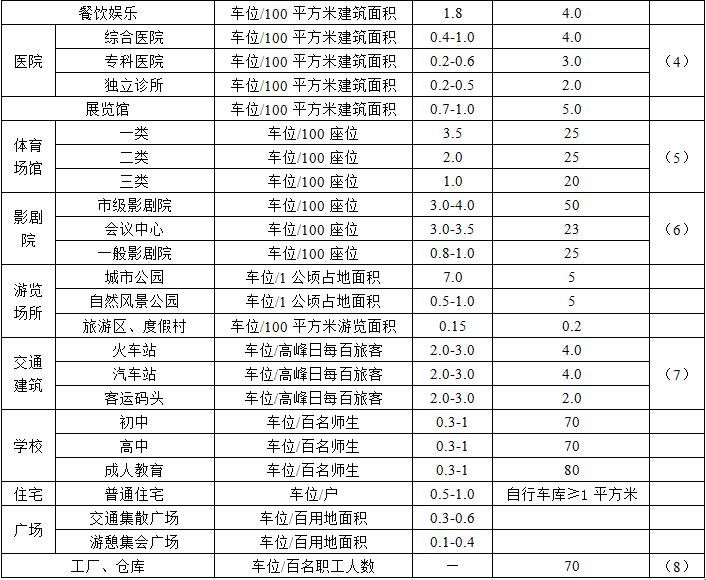 餐饮娱乐 车位/100 平方米建筑面积 1.8 4.0
医院 综合医院 车位/100 平方米建筑面积 0.4-1.0 4.0 （4）
专科医院 车位/100 平方米建筑面积 0.2-0.6 3.0
独立诊所 车位/100 平方米建筑面积 0.2-0.5 2.0
展览馆 车位/100 平方米建筑面积 0.7-1.0 5.0
体育场馆 一类 车位/100 座位 3.5 25 （5）
二类 车位/100 座位 2.0 25
三类 车位/100 座位 1.0 20
影剧院 市级影剧院 车位/100 座位 3.0-4.0 50 （6）
会议中心 车位/100 座位 3.0-3.5 23
一般影剧院 车位/100 座位 0.8-1.0 25
游览场所 城市公园 车位/1 公顷占地面积 7.0 5
自然风景公园 车位/1 公顷占地面积 0.5-1.0 5
旅游区、度假村 车位/100 平方米游览面积 0.15 0.2
交通建筑 火车站 车位/高峰日每百旅客 2.0-3.0 4.0 （7）
汽车站 车位/高峰日每百旅客 2.0-3.0 4.0
客运码头 车位/高峰日每百旅客 2.0-3.0 2.0
学校 初中 车位/百名师生 0.3-1 70
高中 车位/百名师生 0.3-1 70
成人教育 车位/百名师生 0.3-1 80
住宅 普通住宅 车位/户 0.5-1.0 自行车库≥1 平方米
广场 交通集散广场 车位/百用地面积 0.3-0.6
游憩集会广场 车位/百用地面积 0.1-0.4
工厂、仓库 车位/百名职工人数 — 70 （8）